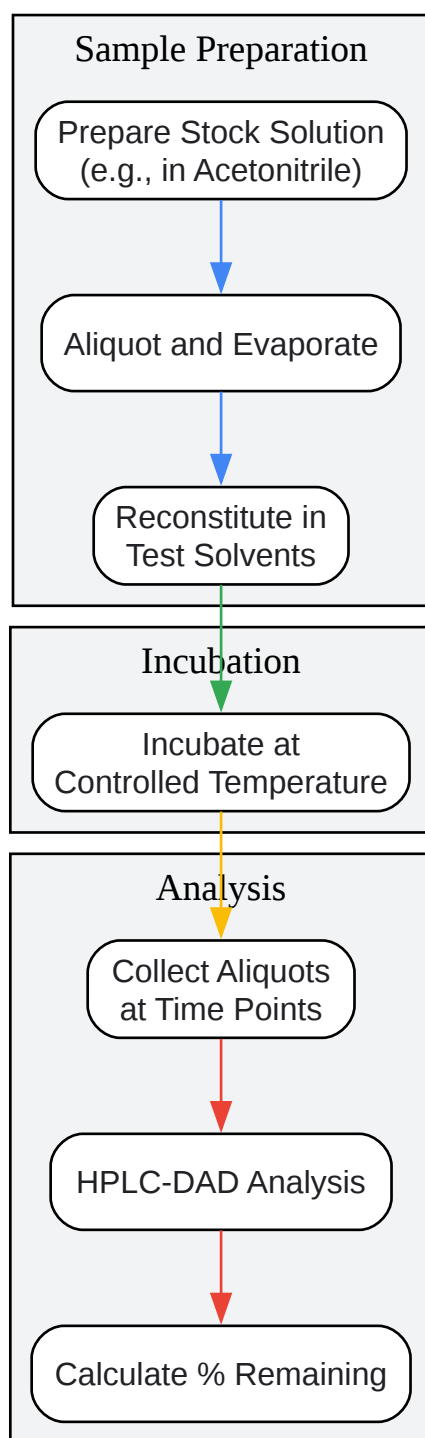 Sample Preparation
Prepare Stock Solution
(e.g., in Acetonitrile)
Aliquot and Evaporate
Reconstitute in
Test Solvents
Incubation
Incubate at
Controlled Temperature
Analysis
Collect Aliquots
at Time Points
HPLC-DAD Analysis
Calculate % Remaining